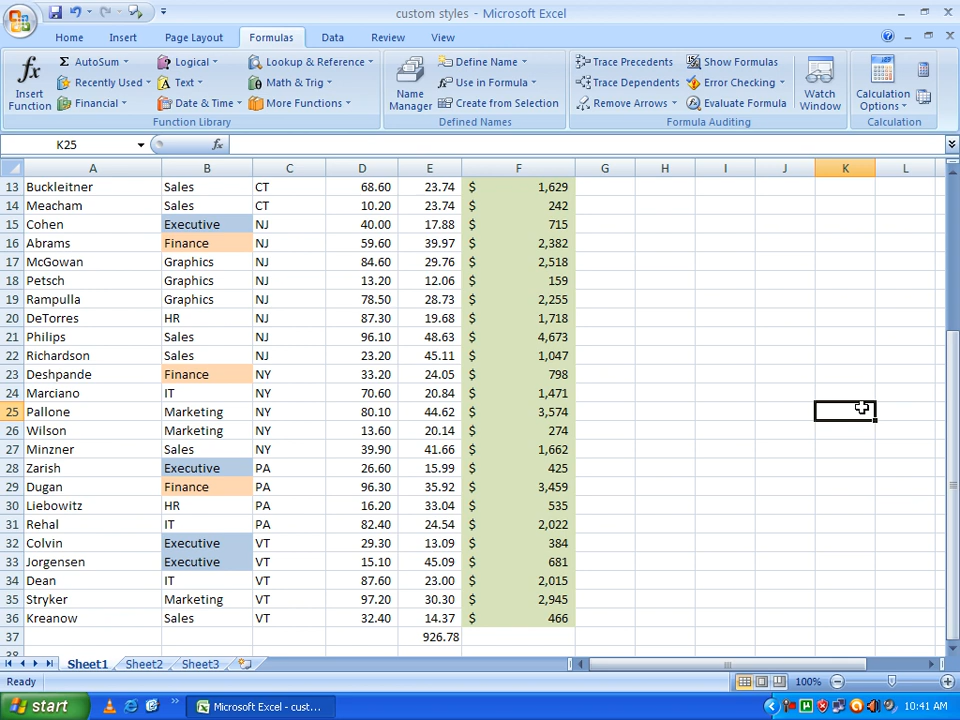 custom styles - Microsoft Excel
Home Insert Page Layout Formulas Data Review View
fx Insert Function
Σ AutoSum
Recently Used
Financial
Logical
Text
Date & Time
Lookup & Reference
Math & Trig
More Functions
Function Library
Name Manager
Define Name
Use in Formula
Create from Selection
Defined Names
Trace Precedents
Trace Dependents
Remove Arrows
Show Formulas
Error Checking
Evaluate Formula
Formula Auditing
Watch Window
Calculation Options
Calculation
K25 fx
A B C D E F G H I J K L
13 Buckleitner Sales CT 68.60 23.74 $ 1,629
14 Meacham Sales CT 10.20 23.74 $ 242
15 Cohen Executive NJ 40.00 17.88 $ 715
16 Abrams Finance NJ 59.60 39.97 $ 2,382
17 McGowan Graphics NJ 84.60 29.76 $ 2,518
18 Petsch Graphics NJ 13.20 12.06 $ 159
19 Rampulla Graphics NJ 78.50 28.73 $ 2,255
20 DeTorres HR NJ 87.30 19.68 $ 1,718
21 Philips Sales NJ 96.10 48.63 $ 4,673
22 Richardson Sales NJ 23.20 45.11 $ 1,047
23 Deshpande Finance NY 33.20 24.05 $ 798
24 Marciano IT NY 70.60 20.84 $ 1,471
25 Pallone Marketing NY 80.10 44.62 $ 3,574
26 Wilson Marketing NY 13.60 20.14 $ 274
27 Minzner Sales NY 39.90 41.66 $ 1,662
28 Zarish Executive PA 26.60 15.99 $ 425
29 Dugan Finance PA 96.30 35.92 $ 3,459
30 Liebowitz HR PA 16.20 33.04 $ 535
31 Rehal IT PA 82.40 24.54 $ 2,022
32 Colvin Executive VT 29.30 13.09 $ 384
33 Jorgensen Executive VT 15.10 45.09 $ 681
34 Dean IT VT 87.60 23.00 $ 2,015
35 Stryker Marketing VT 97.20 30.30 $ 2,945
36 Kreanow Sales VT 32.40 14.37 $ 466
37 926.78
38
Sheet1 Sheet2 Sheet3
Ready 100%
start Microsoft Excel - cust... 10:41 AM